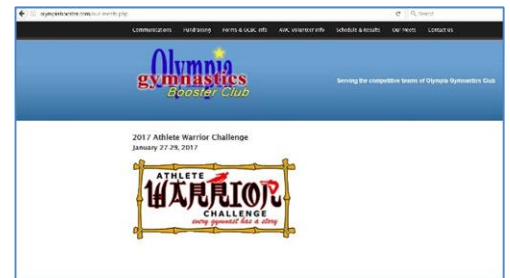 Search
Communications Fundraising Forms & OGBC Info AWC Volunteer Info Schedule & Results Our Meets Contact Us
Olympia
gymnastics
Booster Club
Serving the competitive teams of Olympia Gymnastics Club
2017 Athlete Warrior Challenge
January 27-29, 2017
ATHLETE
WARRIOR
CHALLENGE
every gymnast has a story